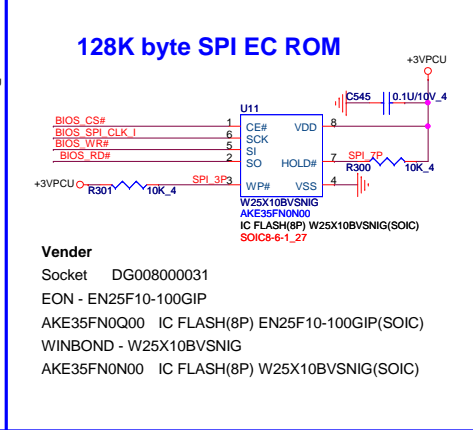 128K byte SPI EC ROM
+3VPCU
C545
0.1U/10V_4
U11
BIOS_CS# 1 CE# VDD 8
BIOS_SPI_CLK_I 6 SCK
BIOS_WR# 5 SI
BIOS_RD# 2 SO HOLD# 7 SPI_7P
R300 10K_4
+3VPCU SPI_3P 3 WP# VSS 4
R301 10K_4
W25X10BVSNIG
AKE35FN0N00
IC FLASH(8P) W25X10BVSNIG(SOIC)
SOIC8-6-1_27
Vender
Socket DG008000031
EON - EN25F10-100GIP
AKE35FN0Q00 IC FLASH(8P) EN25F10-100GIP(SOIC)
WINBOND - W25X10BVSNIG
AKE35FN0N00 IC FLASH(8P) W25X10BVSNIG(SOIC)